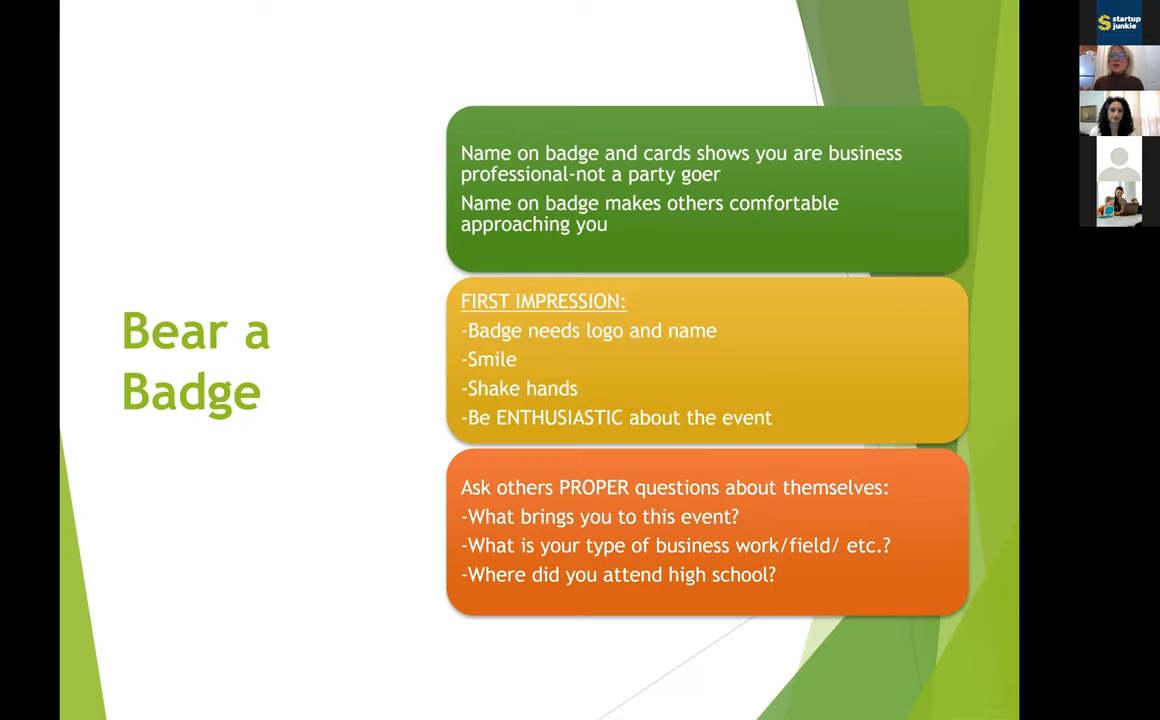 startup
junkie
Name on badge and cards shows you are business
professional-not a party goer
Name on badge makes others comfortable
approaching you
Bear a
Badge
FIRST IMPRESSION:
-Badge needs logo and name
-Smile
-Shake hands
-Be ENTHUSIASTIC about the event
Ask others PROPER questions about themselves:
-What brings you to this event?
-What is your type of business work/field/ etc.?
-Where did you attend high school?